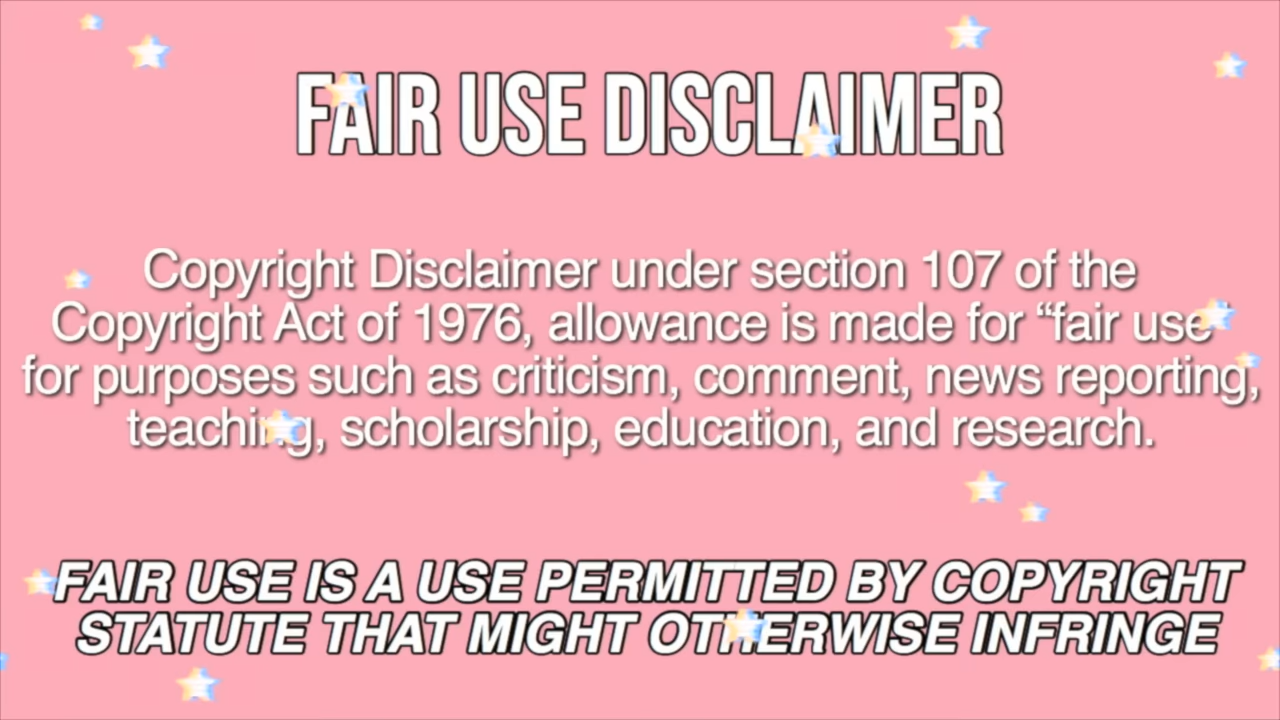 FAIR USE DISCLAIMER
Copyright Disclaimer under section 107 of the
Copyright Act of 1976, allowance is made for “fair use”
for purposes such as criticism, comment, news reporting,
teaching, scholarship, education, and research.
FAIR USE IS A USE PERMITTED BY COPYRIGHT
STATUTE THAT MIGHT OTHERWISE INFRINGE